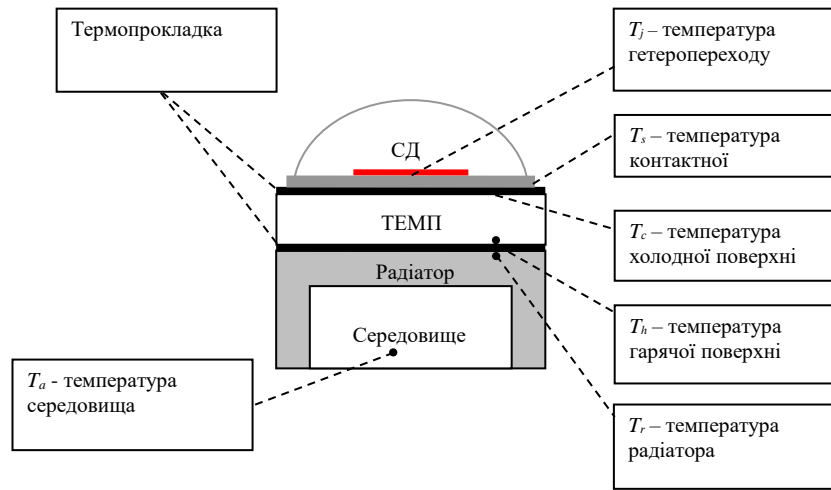 Термопрокладка
T_j – температура
гетеропереходу
СД
T_s – температура
контактної
ТЕМП
T_c – температура
холодної поверхні
Радіатор
T_h – температура
гарячої поверхні
Середовище
T_a - температура
середовища
T_r – температура
радіатора